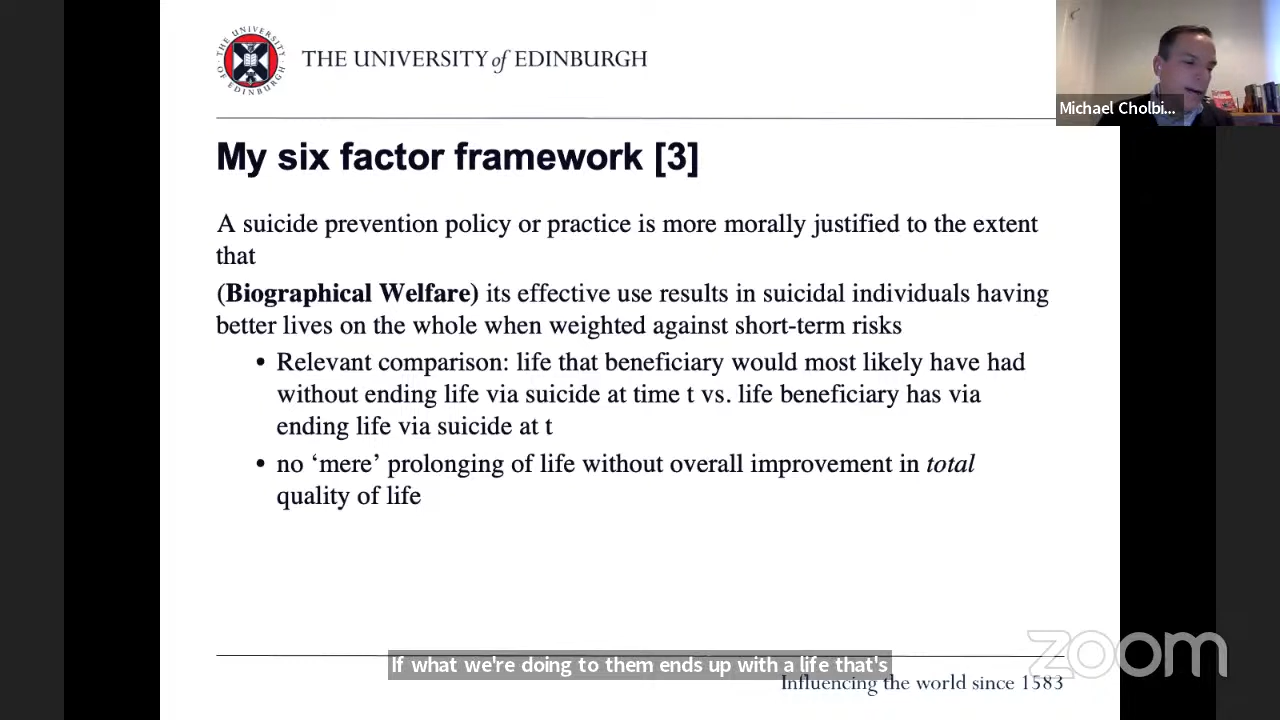 THE UNIVERSITY of EDINBURGH
THE UNIVERSITY of EDINBURGH
Michael Cholbi...
My six factor framework [3]
A suicide prevention policy or practice is more morally justified to the extent
that
(Biographical Welfare) its effective use results in suicidal individuals having
better lives on the whole when weighted against short-term risks
• Relevant comparison: life that beneficiary would most likely have had
without ending life via suicide at time t vs. life beneficiary has via
ending life via suicide at t
• no ‘mere’ prolonging of life without overall improvement in total
quality of life
zoom
If what we're doing to them ends up with a life that's
Influencing the world since 1583